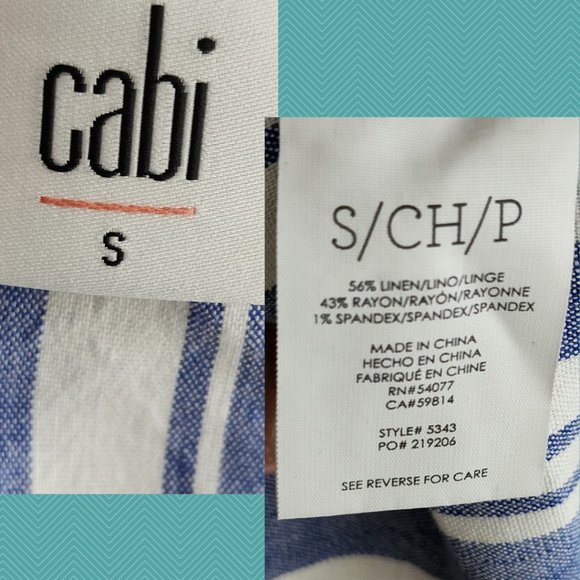 cabi
S
S/CH/P
56% LINEN/LINO/LINGE
43% RAYON/RAYÓN/RAYONNE
1% SPANDEX/SPANDEX/SPANDEX
MADE IN CHINA
HECHO EN CHINA
FABRIQUÉ EN CHINE
RN#54077
CA#59814
STYLE# 5343
PO# 219206
SEE REVERSE FOR CARE